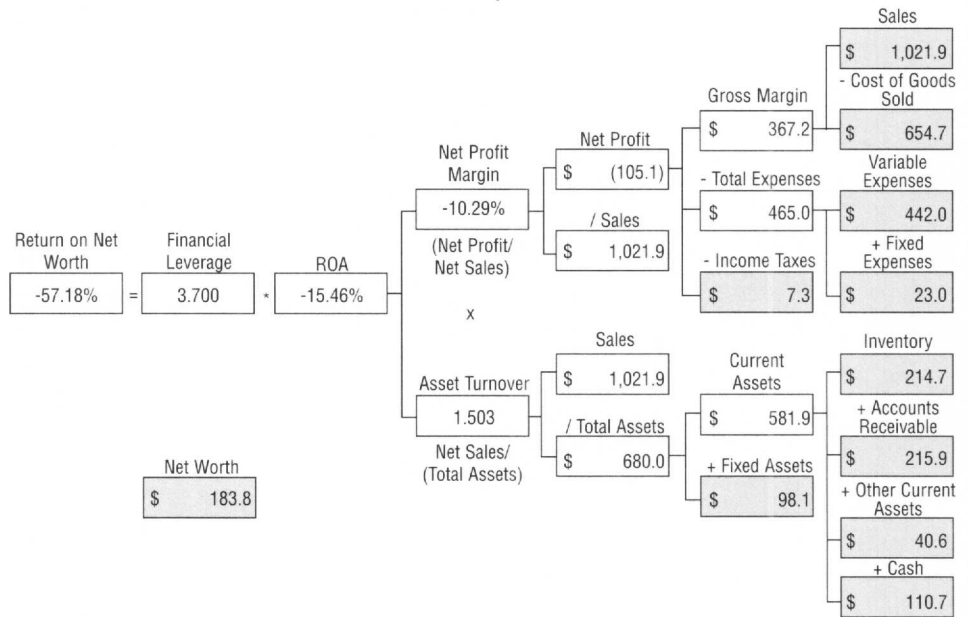 Sales
$ 1,021.9
- Cost of Goods
Sold
$ 654.7
Gross Margin
$ 367.2
Variable
Expenses
$ 442.0
+ Fixed
Expenses
$ 23.0
- Total Expenses
$ 465.0
- Income Taxes
$ 7.3
Net Profit
$ (105.1)
/ Sales
$ 1,021.9
Net Profit
Margin
-10.29%
(Net Profit/
Net Sales)
x
Return on Net
Worth
-57.18%
=
Financial
Leverage
3.700
*
ROA
-15.46%
Asset Turnover
1.503
Net Sales/
(Total Assets)
Sales
$ 1,021.9
/ Total Assets
$ 680.0
Current
Assets
$ 581.9
+ Fixed Assets
$ 98.1
Inventory
$ 214.7
+ Accounts
Receivable
$ 215.9
+ Other Current
Assets
$ 40.6
+ Cash
$ 110.7
Net Worth
$ 183.8